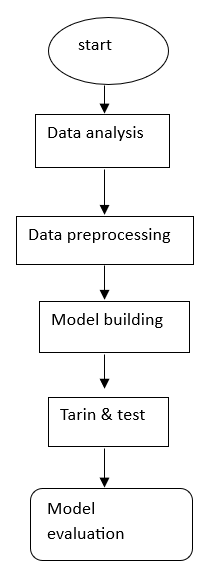 start
Data analysis
Data preprocessing
Model building
Tarin & test
Model
evaluation